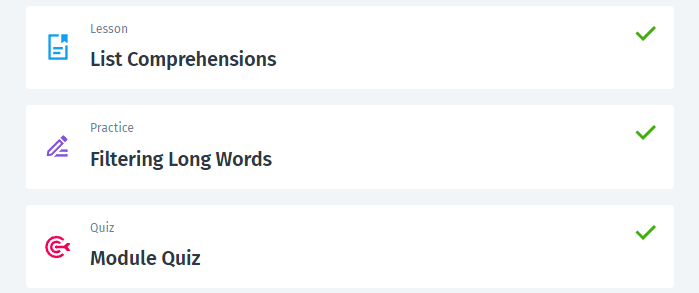 Lesson
List Comprehensions
Practice
Filtering Long Words
Quiz
Module Quiz